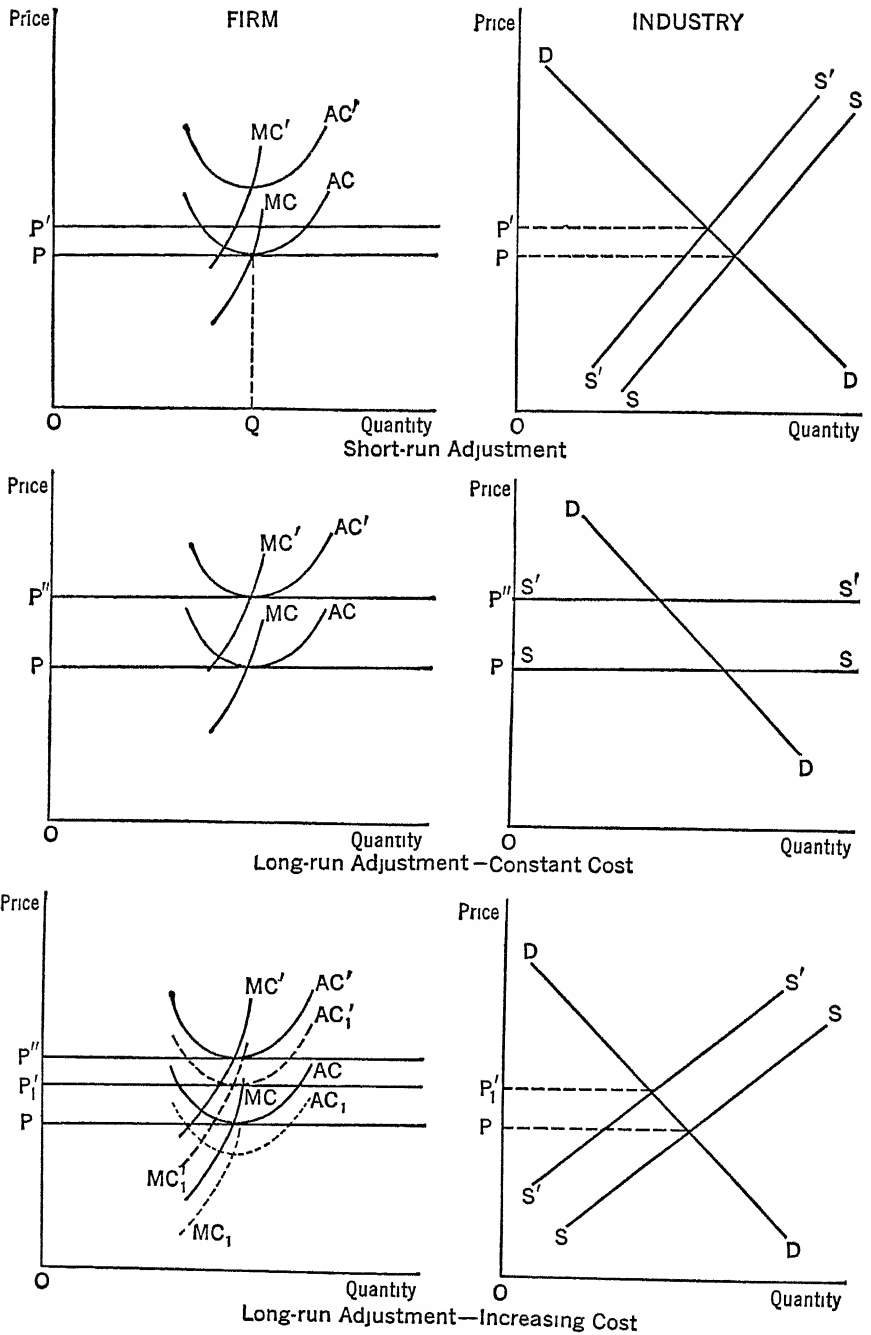 Price FIRM
MC' AC'
AC
MC
P'
P
O Q Quantity
Price INDUSTRY
D S' S
P'
P
S' S D
O Quantity
Short-run Adjustment
Price
MC' AC'
P"
MC AC
P
O Quantity
Price
D
P" S' S'
P S S
D
O Quantity
Long-run Adjustment—Constant Cost
Price
MC' AC'
AC₁'
P"
AC
P₁'
MC AC₁
P
MC₁'
MC₁
O Quantity
Price
D S' S
P₁'
P
S' S D
O Quantity
Long-run Adjustment—Increasing Cost